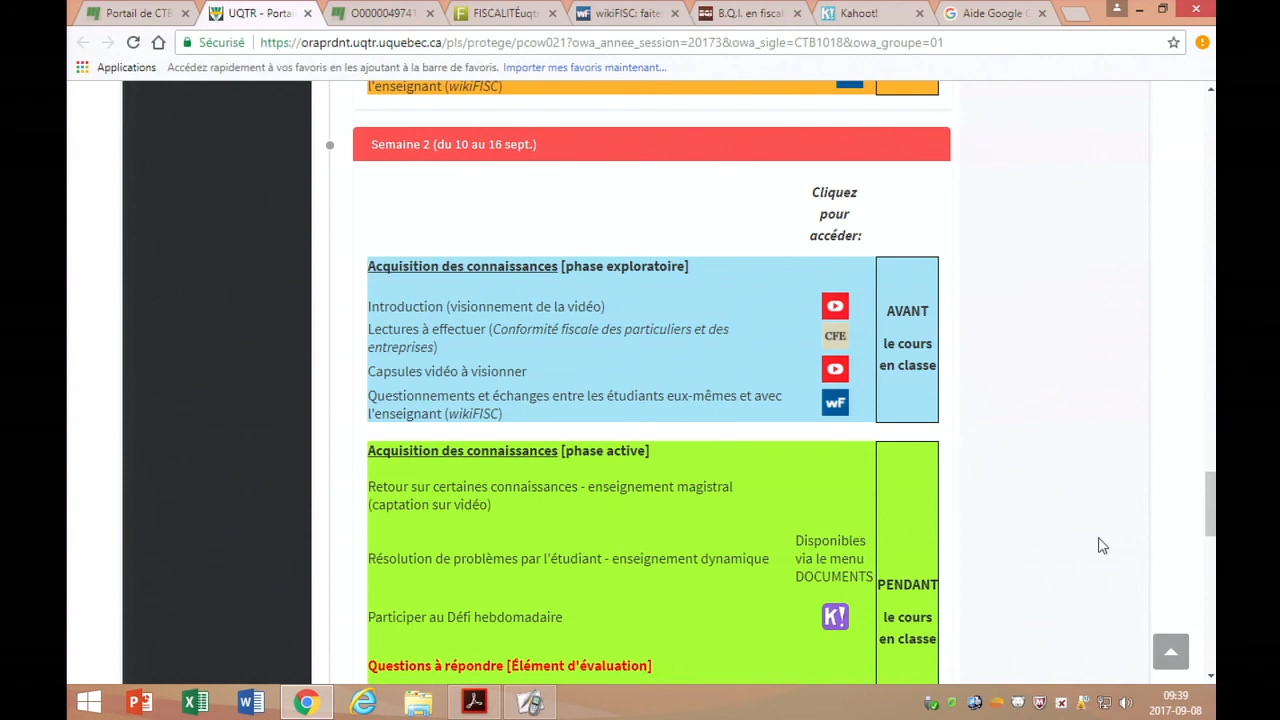 Portail de CTB
UQTR - Porta
O0000049741
FISCALITÉuqtr
wikiFISC: faite
B.Q.I. en fiscal
Kahoot!
Aide Google
Sécurisé https://oraprdnt.uqtr.uquebec.ca/pls/protege/pcow021?owa_annee_session=20173&owa_sigle=CTB1018&owa_groupe=01
Applications Accédez rapidement à vos favoris en les ajoutant à la barre de favoris. Importer mes favoris maintenant...
l'enseignant (wikiFISC)
Semaine 2 (du 10 au 16 sept.)
Cliquez
pour
accéder:
Acquisition des connaissances [phase exploratoire]
Introduction (visionnement de la vidéo)
Lectures à effectuer (Conformité fiscale des particuliers et des
entreprises)
CFE
Capsules vidéo à visionner
Questionnements et échanges entre les étudiants eux-mêmes et avec
l'enseignant (wikiFISC)
wF
AVANT
le cours
en classe
Acquisition des connaissances [phase active]
Retour sur certaines connaissances - enseignement magistral
(captation sur vidéo)
Résolution de problèmes par l'étudiant - enseignement dynamique
Disponibles
via le menu
DOCUMENTS
Participer au Défi hebdomadaire
K!
PENDANT
le cours
en classe
Questions à répondre [Élément d'évaluation]
09:39
2017-09-08